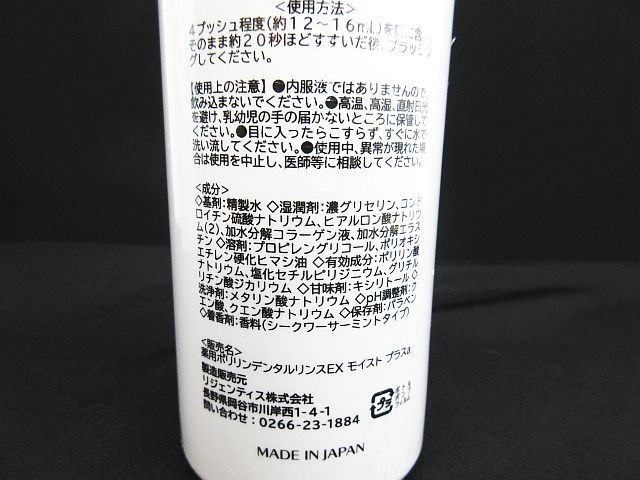 ＜使用方法＞
4プッシュ程度(約12～16mL)を口に含み
そのまま約20秒ほどすすいだ後、ブラッシン
グしてください。
【使用上の注意】●内服液ではありませんので
飲み込まないでください。●高温、高湿、直射日光
を避け、乳幼児の手の届かないところに保管して
ください。●目に入ったらこすらず、すぐに水で
洗い流してください。●使用中、異常が現れた場
合は使用を中止し、医師等に相談してください。
＜成分＞
◇基剤:精製水 ◇湿潤剤:濃グリセリン、コンド
ロイチン硫酸ナトリウム、ヒアルロン酸ナトリウ
ム(2)、加水分解コラーゲン液、加水分解エラス
チン ◇溶剤:プロピレングリコール、ポリオキシ
エチレン硬化ヒマシ油 ◇有効成分:ポリリン酸
ナトリウム、塩化セチルピリジニウム、グリチル
リチン酸ジカリウム ◇甘味剤:キシリトール ◇
洗浄剤:メタリン酸ナトリウム ◇pH調整剤:ク
エン酸、クエン酸ナトリウム ◇保存剤:パラベン
◇着香剤:香料(シークワーサーミントタイプ)
＜販売名＞
薬用ポリリンデンタルリンスEX モイスト プラスa
製造販売元
リジェンティス株式会社
長野県岡谷市川岸西1-4-1
問い合わせ:0266-23-1884
プラ
MADE IN JAPAN